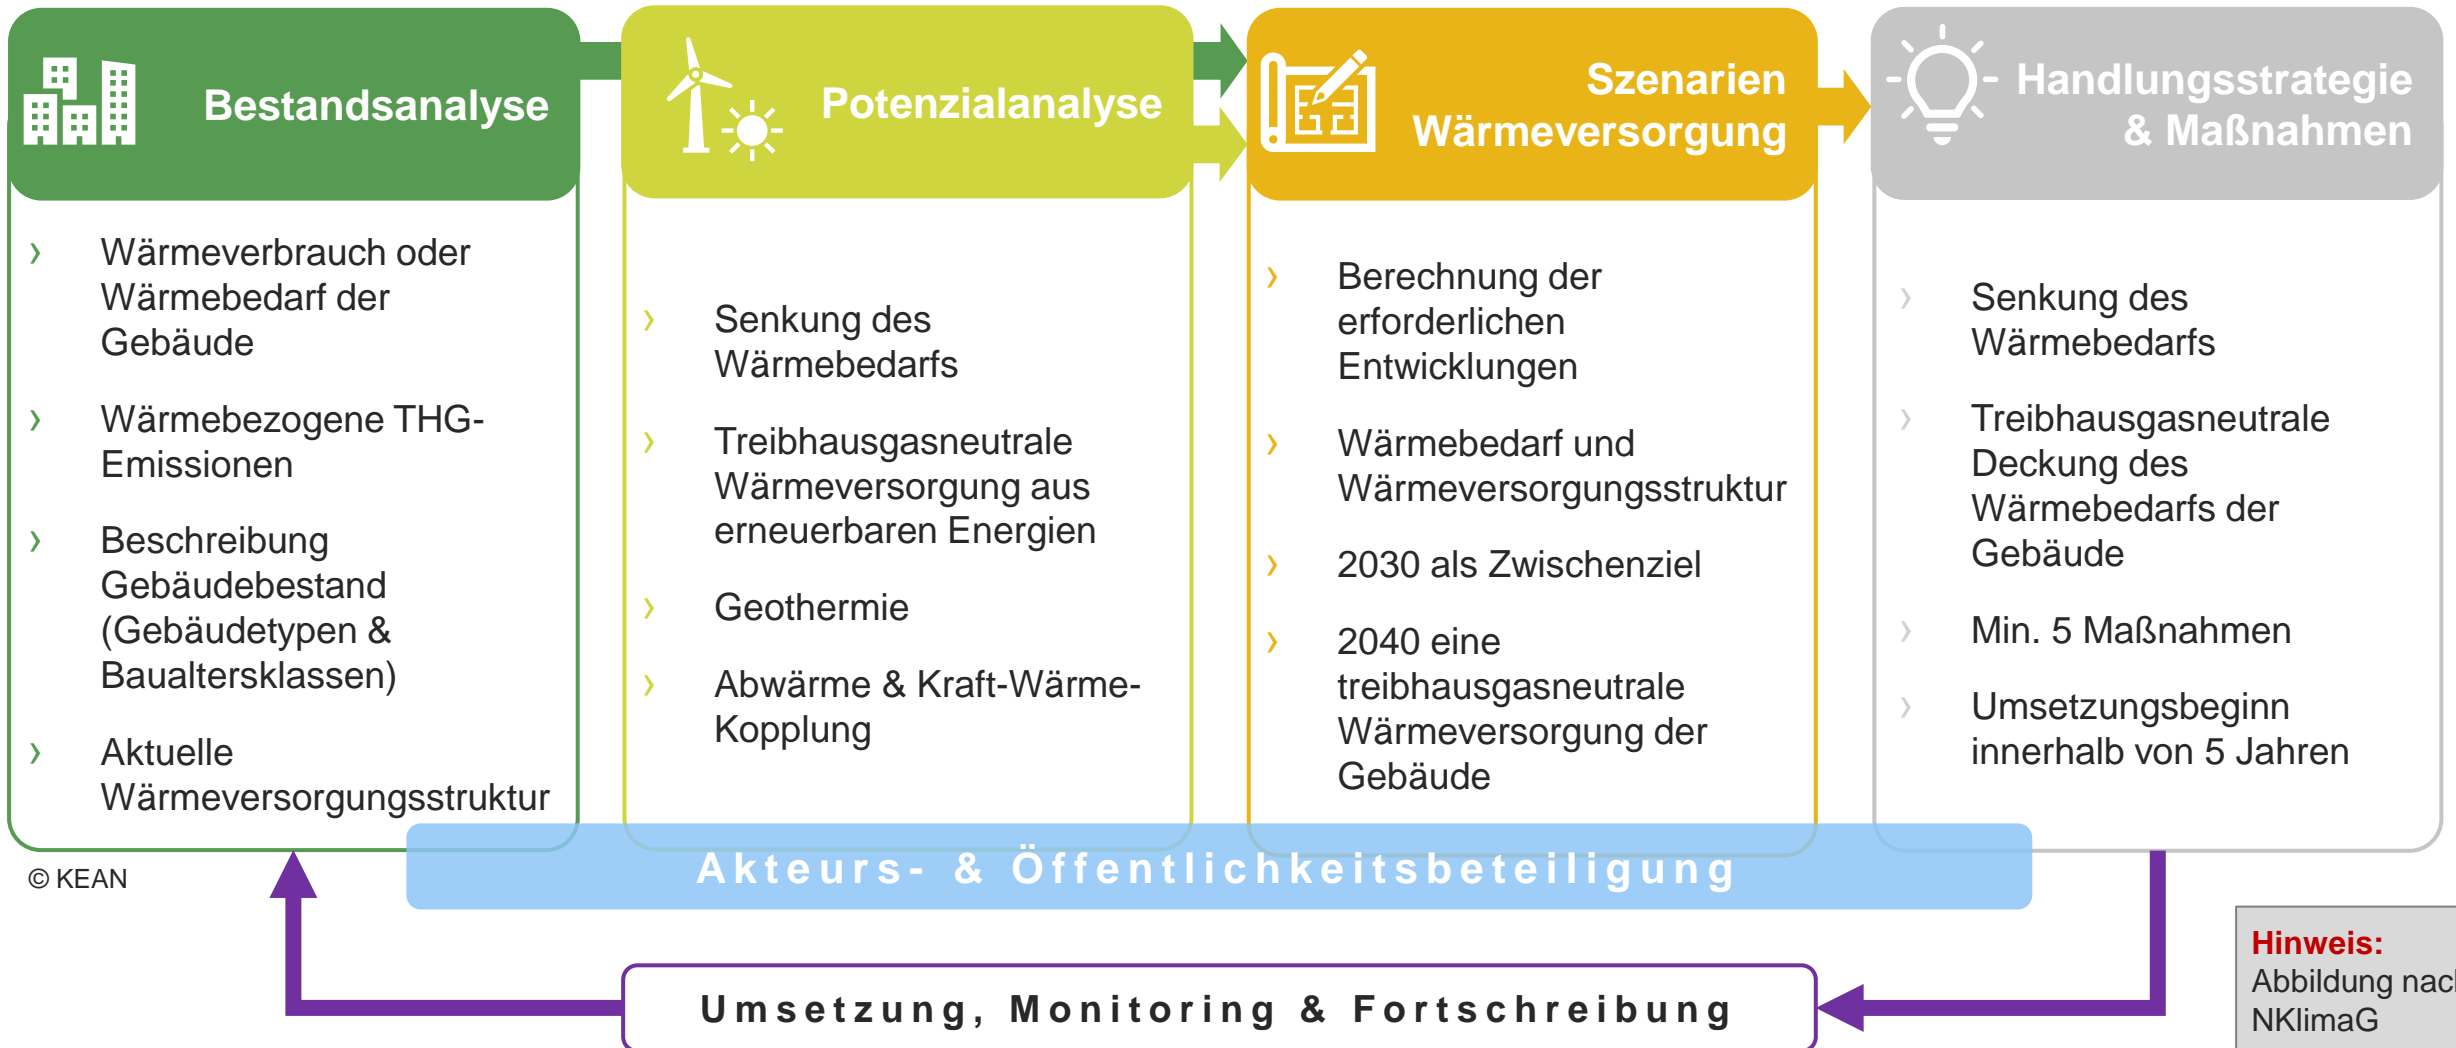 Bestandsanalyse
› Wärmeverbrauch oder
Wärmebedarf der
Gebäude
› Wärmebezogene THG-
Emissionen
› Beschreibung
Gebäudebestand
(Gebäudetypen &
Baualtersklassen)
› Aktuelle
Wärmeversorgungsstruktur
Potenzialanalyse
› Senkung des
Wärmebedarfs
› Treibhausgasneutrale
Wärmeversorgung aus
erneuerbaren Energien
› Geothermie
› Abwärme & Kraft-Wärme-
Kopplung
Szenarien
Wärmeversorgung
› Berechnung der
erforderlichen
Entwicklungen
› Wärmebedarf und
Wärmeversorgungsstruktur
› 2030 als Zwischenziel
› 2040 eine
treibhausgasneutrale
Wärmeversorgung der
Gebäude
Handlungsstrategie
& Maßnahmen
› Senkung des
Wärmebedarfs
› Treibhausgasneutrale
Deckung des
Wärmebedarfs der
Gebäude
› Min. 5 Maßnahmen
› Umsetzungsbeginn
innerhalb von 5 Jahren
Akteurs- & Öffentlichkeitsbeteiligung
© KEAN
Umsetzung, Monitoring & Fortschreibung
Hinweis:
Abbildung nach
NKlimaG